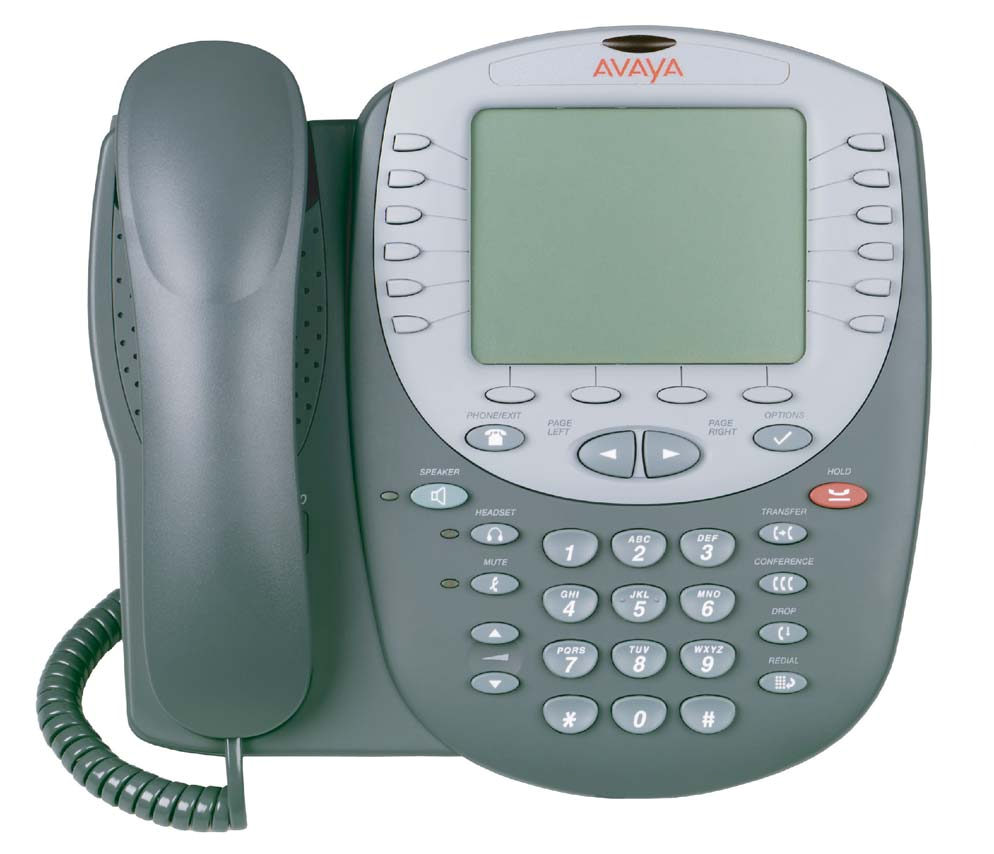 AVAYA
PHONE/EXIT
PAGE
LEFT
PAGE
RIGHT
OPTIONS
SPEAKER
HOLD
HEADSET
TRANSFER
MUTE
CONFERENCE
DROP
REDIAL
1
ABC
2
DEF
3
GHI
4
JKL
5
MNO
6
PQRS
7
TUV
8
WXYZ
9
*
0
#